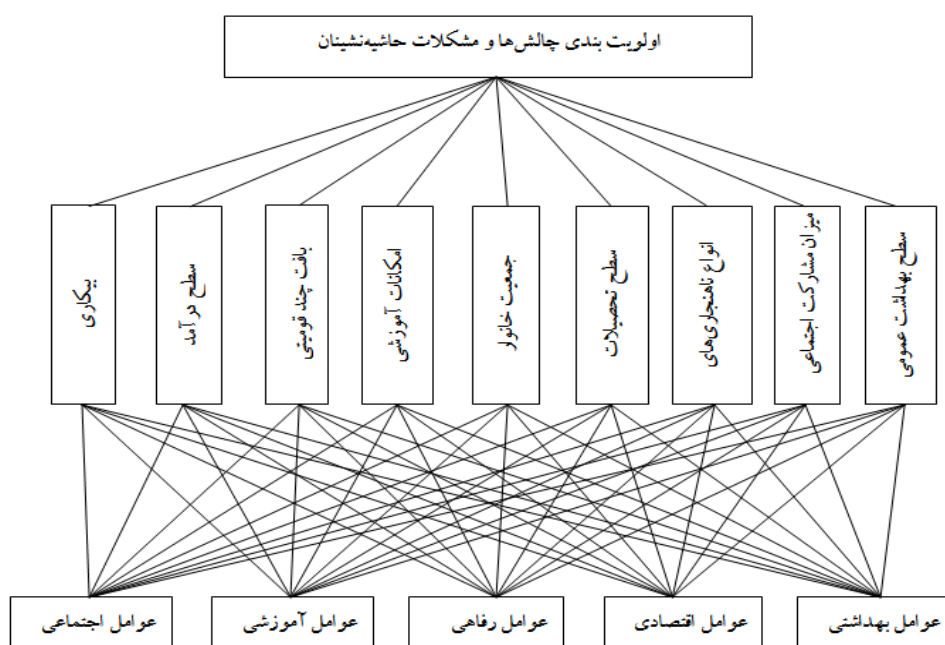 اولویت بندی چالش‌ها و مشکلات حاشیه‌نشینان
سطح بهداشت عمومی
میزان مشارکت اجتماعی
انواع ناهنجاری‌های
سطح تحصیلات
جمعیت خانوار
امکانات آموزشی
بافت چند قومیتی
سطح درآمد
بیکاری
عوامل بهداشتی
عوامل اقتصادی
عوامل رفاهی
عوامل آموزشی
عوامل اجتماعی